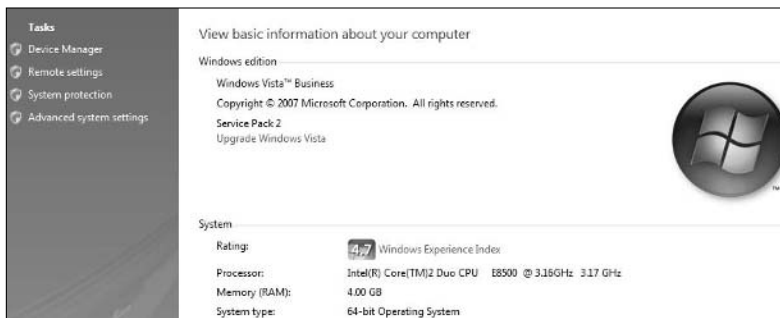 Tasks
Device Manager
Remote settings
System protection
Advanced system settings
View basic information about your computer
Windows edition
Windows Vista™ Business
Copyright © 2007 Microsoft Corporation. All rights reserved.
Service Pack 2
Upgrade Windows Vista
TM
System
Rating: 4.7 Windows Experience Index
Processor: Intel(R) Core(TM)2 Duo CPU E8500 @ 3.16GHz 3.17 GHz
Memory (RAM): 4.00 GB
System type: 64-bit Operating System